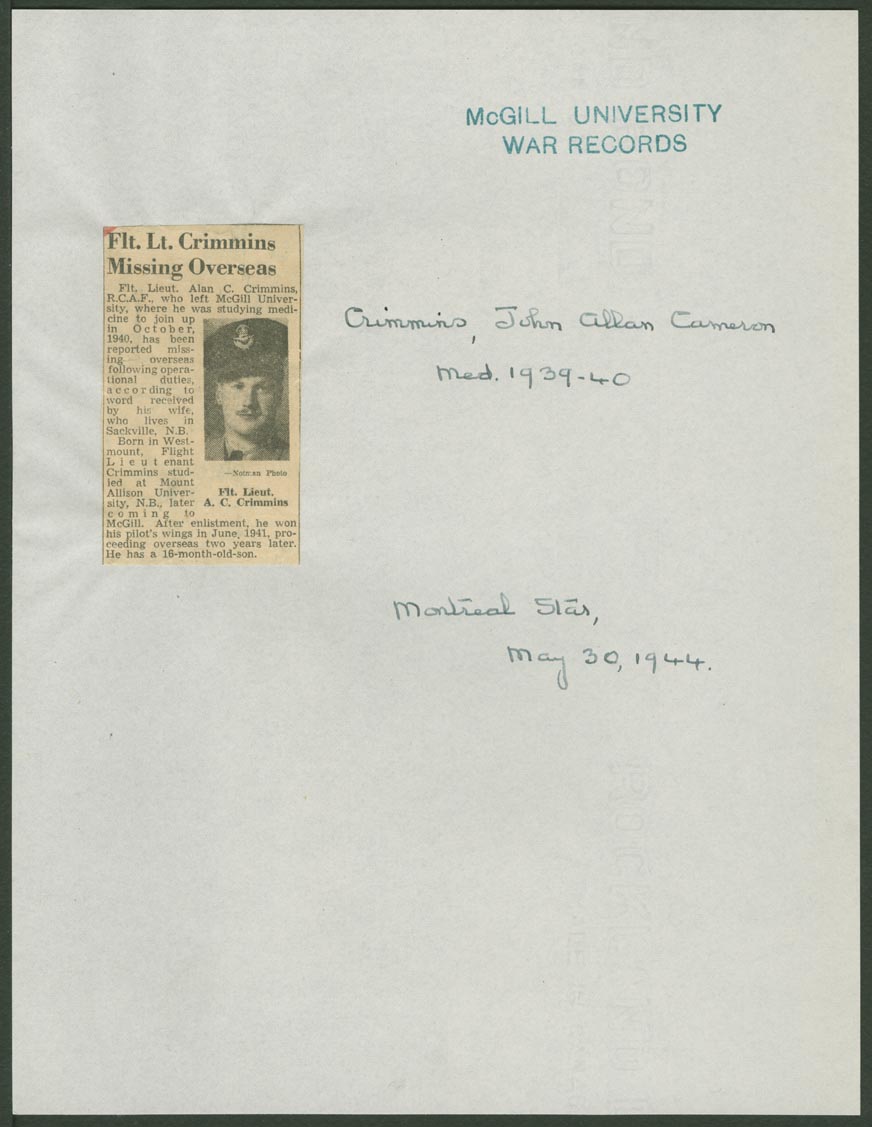 McGILL UNIVERSITY
WAR RECORDS
Flt. Lt. Crimmins
Missing Overseas
Flt. Lieut. Alan C. Crimmins,
R.C.A.F., who left McGill Univer-
sity, where he was studying medi-
cine to join up
in October,
1940, has been
reported miss-
ing overseas
following opera-
tional duties,
according to
word received
by his wife,
who lives in
Sackville, N.B.
Born in West-
mount, Flight
Lieutenant
Crimmins stud-
ied at Mount
Allison Univer-
sity, N.B., later
coming to
McGill. After enlistment, he won
his pilot's wings in June, 1941, pro-
ceeding overseas two years later.
He has a 16-month-old-son.
—Notman Photo
Flt. Lieut.
A. C. Crimmins
Crimmins, John Allan Cameron
Med. 1939-40
Montreal Star,
May 30, 1944.